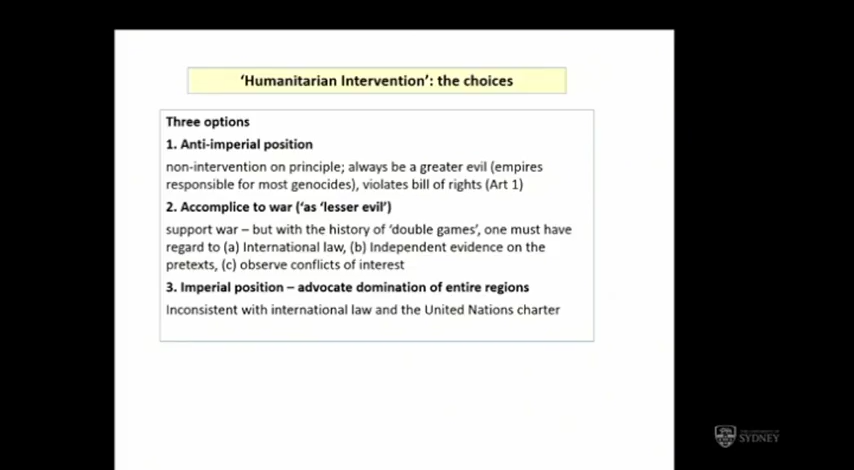 ‘Humanitarian Intervention’: the choices
Three options
1. Anti-imperial position
non-intervention on principle; always be a greater evil (empires
responsible for most genocides), violates bill of rights (Art 1)
2. Accomplice to war (‘as ‘lesser evil’)
support war – but with the history of ‘double games’, one must have
regard to (a) International law, (b) Independent evidence on the
pretexts, (c) observe conflicts of interest
3. Imperial position – advocate domination of entire regions
Inconsistent with international law and the United Nations charter
THE UNIVERSITY OF
SYDNEY